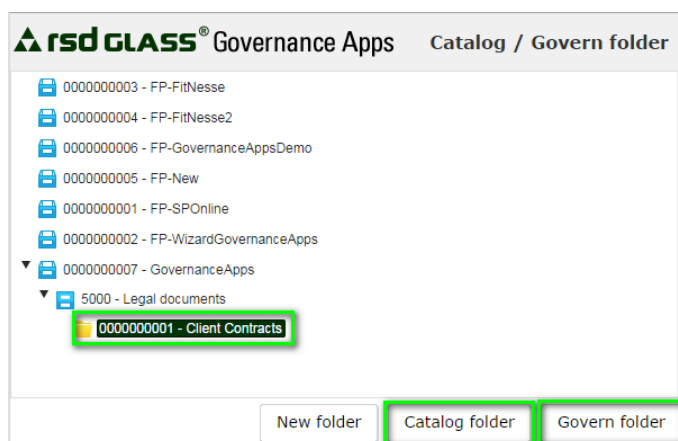 rsd GLASS® Governance Apps Catalog / Govern folder
0000000003 - FP-FitNesse
0000000004 - FP-FitNesse2
0000000006 - FP-GovernanceAppsDemo
0000000005 - FP-New
0000000001 - FP-SPOnline
0000000002 - FP-WizardGovernanceApps
0000000007 - GovernanceApps
5000 - Legal documents
0000000001 - Client Contracts
New folder Catalog folder Govern folder